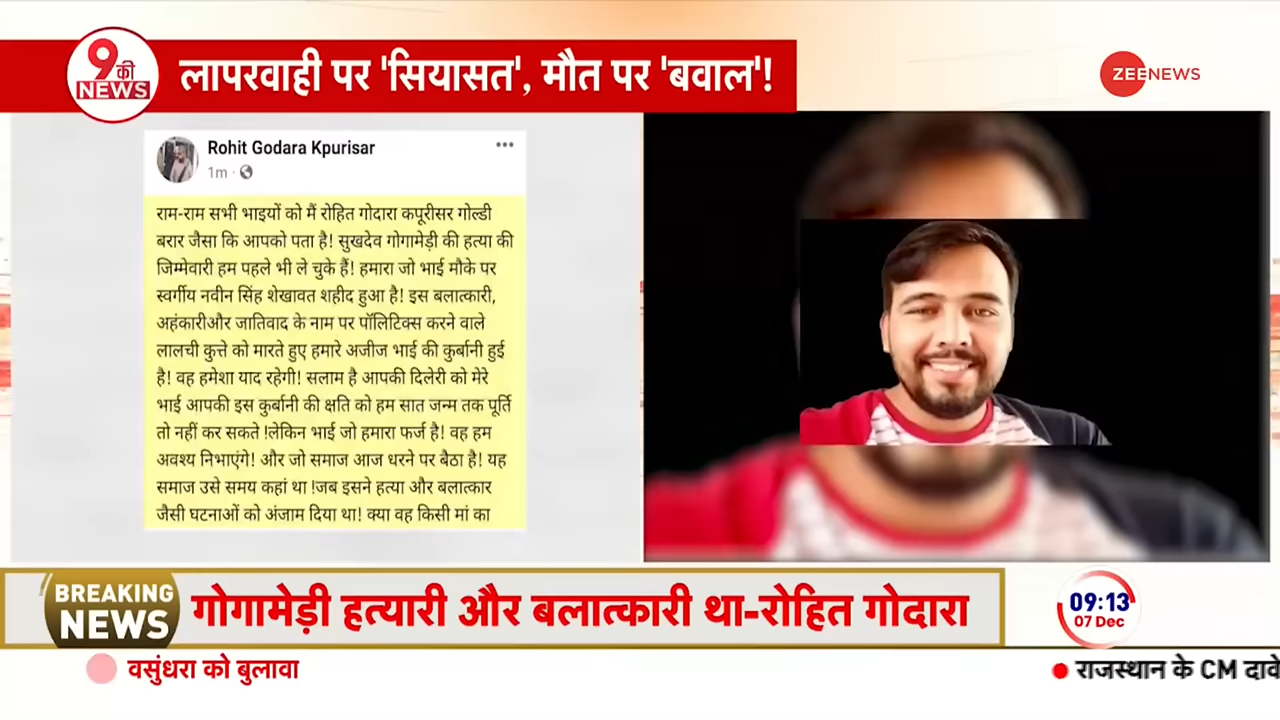 9 की
NEWS
लापरवाही पर 'सियासत', मौत पर 'बवाल'!
ZEENEWS
Rohit Godara Kpurisar
1m
राम-राम सभी भाइयों को मैं रोहित गोदारा कपूरीसर गोल्डी
बरार जैसा कि आपको पता है! सुखदेव गोगामेड़ी की हत्या की
जिम्मेवारी हम पहले भी ले चुके हैं! हमारा जो भाई मौके पर
स्वर्गीय नवीन सिंह शेखावत शहीद हुआ है! इस बलात्कारी,
अहंकारीऔर जातिवाद के नाम पर पॉलिटिक्स करने वाले
लालची कुत्ते को मारते हुए हमारे अजीज भाई की कुर्बानी हुई
है! वह हमेशा याद रहेगी! सलाम है आपकी दिलेरी को मेरे
भाई आपकी इस कुर्बानी की क्षति को हम सात जन्म तक पूर्ति
तो नहीं कर सकते !लेकिन भाई जो हमारा फर्ज है! वह हम
अवश्य निभाएंगे! और जो समाज आज धरने पर बैठा है! यह
समाज उसे समय कहां था !जब इसने हत्या और बलात्कार
जैसी घटनाओं को अंजाम दिया था! क्या वह किसी मां का
BREAKING
NEWS
गोगामेड़ी हत्यारी और बलात्कारी था-रोहित गोदारा
09:13
07 Dec
वसुंधरा को बुलावा
राजस्थान के CM दावे